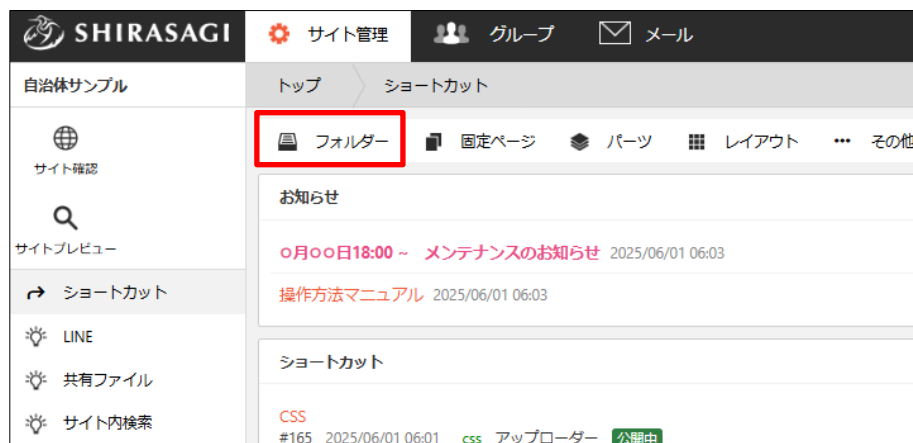 SHIRASAGI サイト管理 グループ メール
自治体サンプル トップ ショートカット
フォルダー 固定ページ パーツ レイアウト その他
サイト確認
サイトプレビュー
ショートカット
LINE
共有ファイル
サイト内検索
お知らせ
○月○○日18:00 ~ メンテナンスのお知らせ 2025/06/01 06:03
操作方法マニュアル 2025/06/01 06:03
ショートカット
CSS
#165 2025/06/01 06:01 css アップローダー 公開中